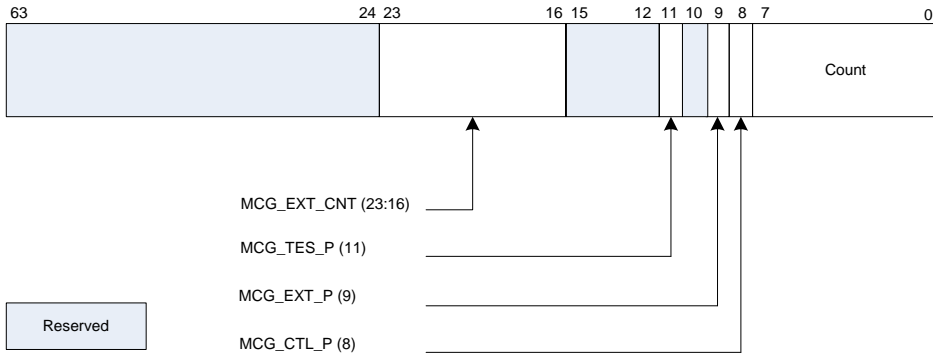 63 24 23 16 15 12 11 10 9 8 7 0
Count
MCG_EXT_CNT (23:16)
MCG_TES_P (11)
MCG_EXT_P (9)
Reserved
MCG_CTL_P (8)